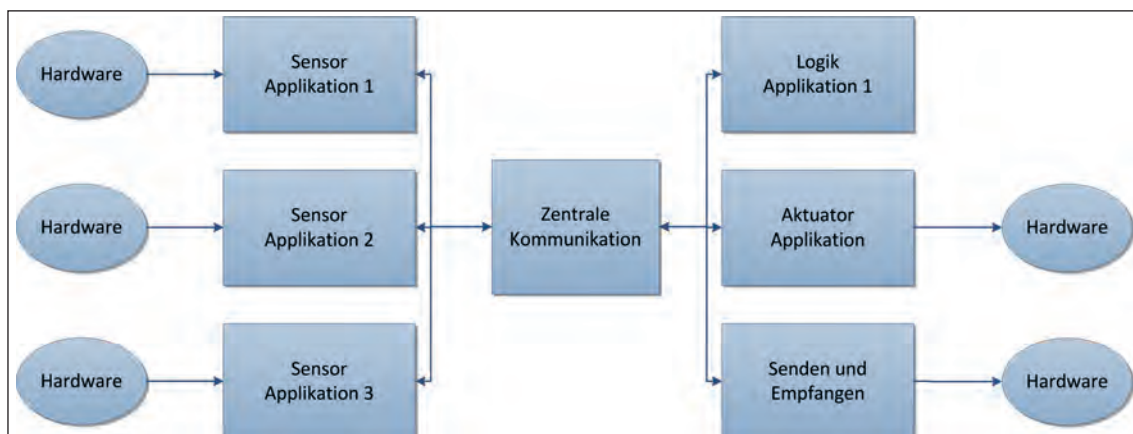 Hardware
Sensor
Applikation 1
Logik
Applikation 1
Hardware
Sensor
Applikation 2
Zentrale
Kommunikation
Aktuator
Applikation
Hardware
Hardware
Sensor
Applikation 3
Senden und
Empfangen
Hardware